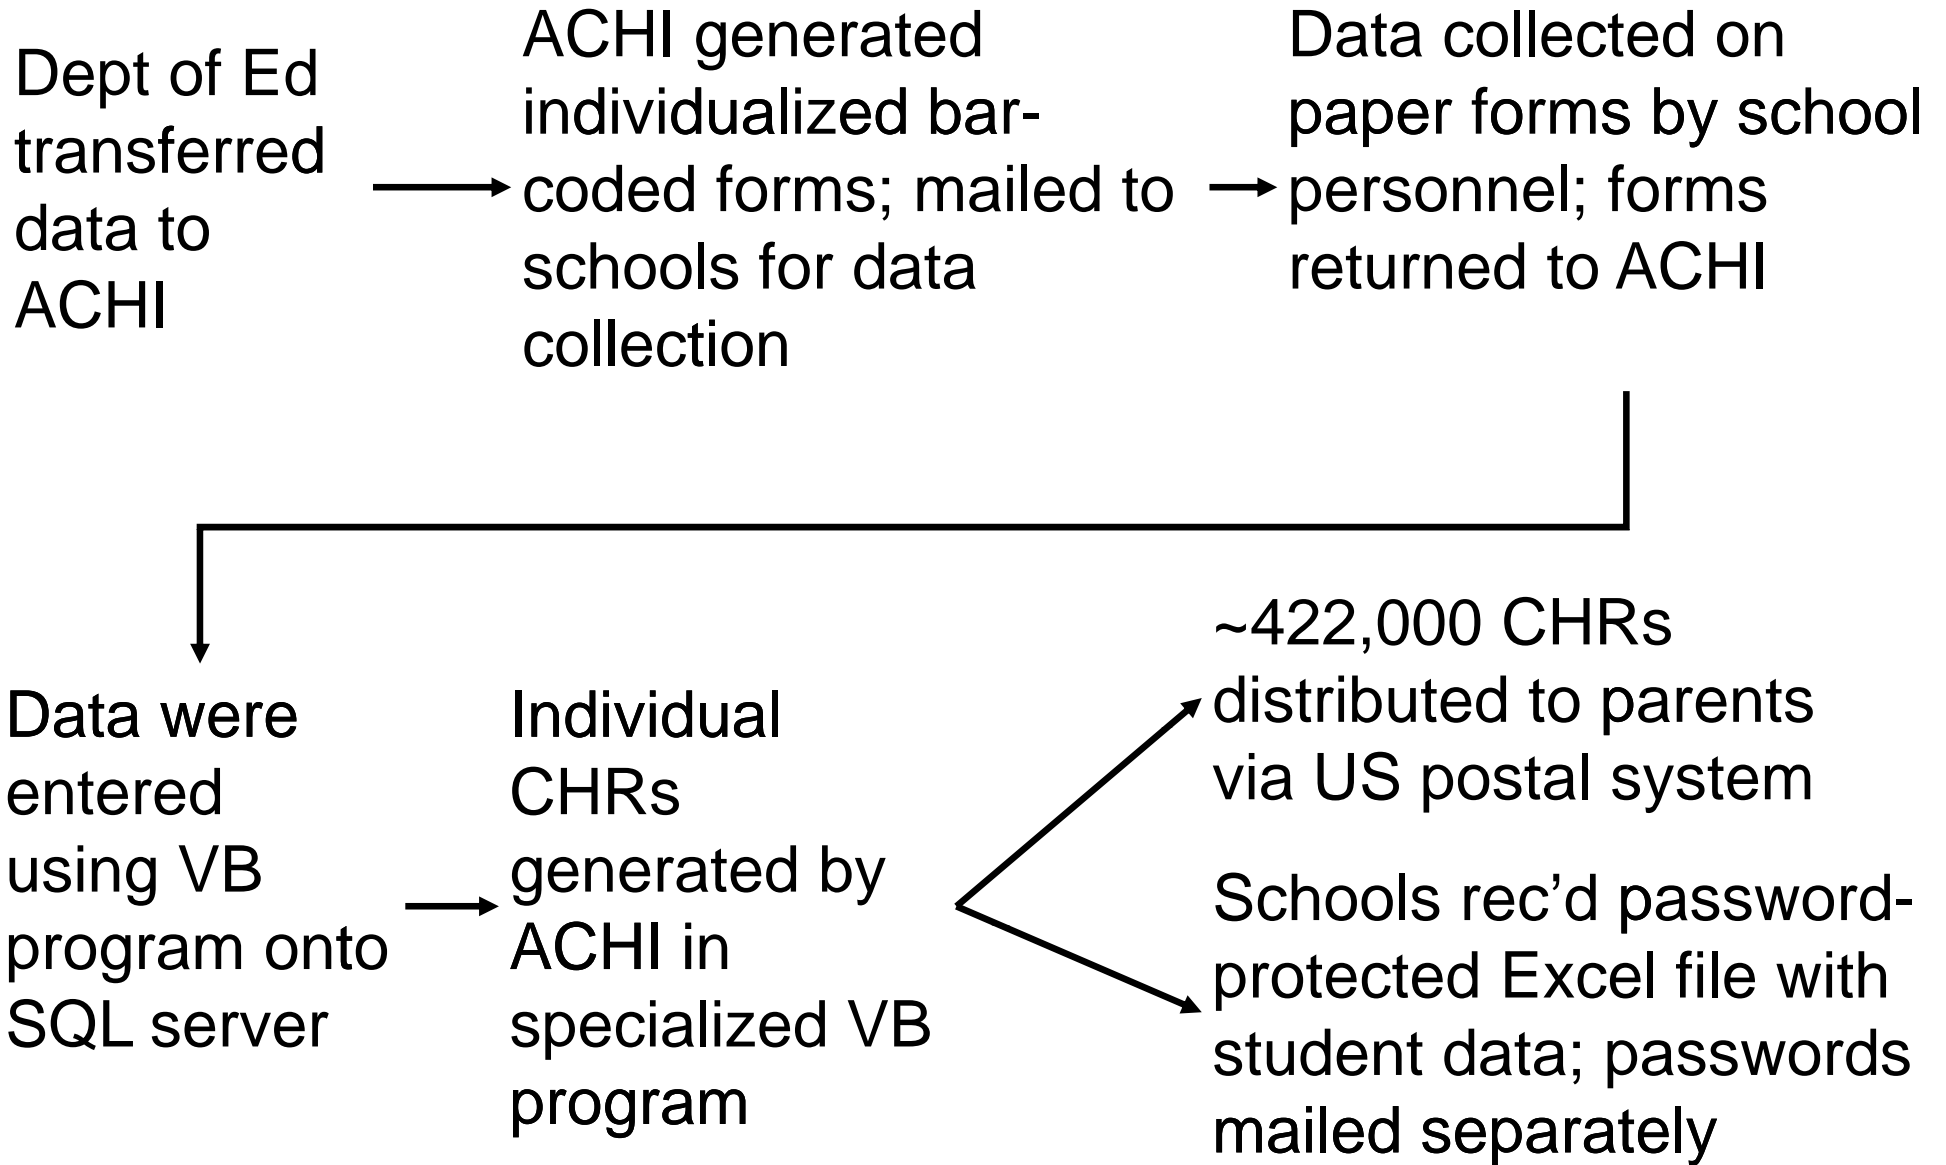 Dept of Ed
transferred
data to
ACHI
ACHI generated
individualized bar-
coded forms; mailed to
schools for data
collection
Data collected on
paper forms by school
personnel; forms
returned to ACHI
Data were
entered
using VB
program onto
SQL server
Individual
CHRs
generated by
ACHI in
specialized VB
program
~422,000 CHRs
distributed to parents
via US postal system
Schools rec’d password-
protected Excel file with
student data; passwords
mailed separately